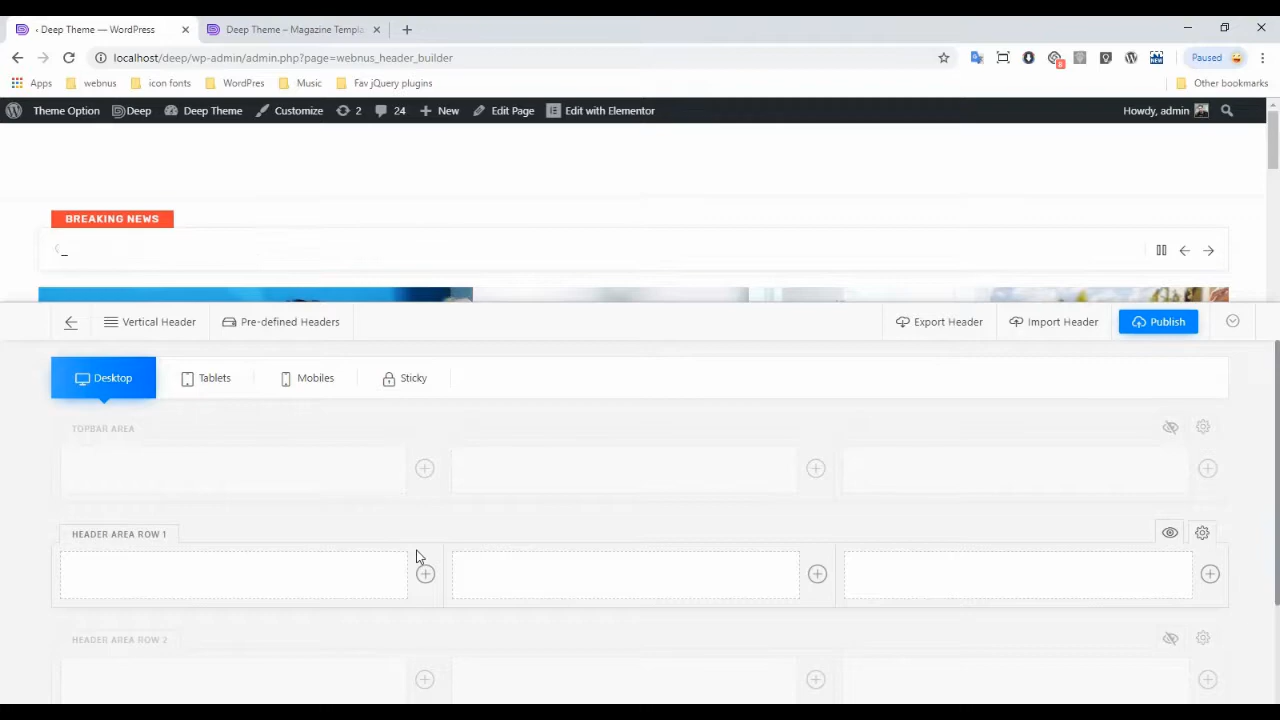 ‹ Deep Theme — WordPress
Deep Theme – Magazine Templa
localhost/deep/wp-admin/admin.php?page=webnus_header_builder
Paused
Apps
webnus
icon fonts
WordPres
Music
Fav jQuery plugins
Other bookmarks
Theme Option
Deep
Deep Theme
Customize
2
24
New
Edit Page
Edit with Elementor
Howdy, admin
BREAKING NEWS
Vertical Header
Pre-defined Headers
Export Header
Import Header
Publish
Desktop
Tablets
Mobiles
Sticky
TOPBAR AREA
HEADER AREA ROW 1
HEADER AREA ROW 2